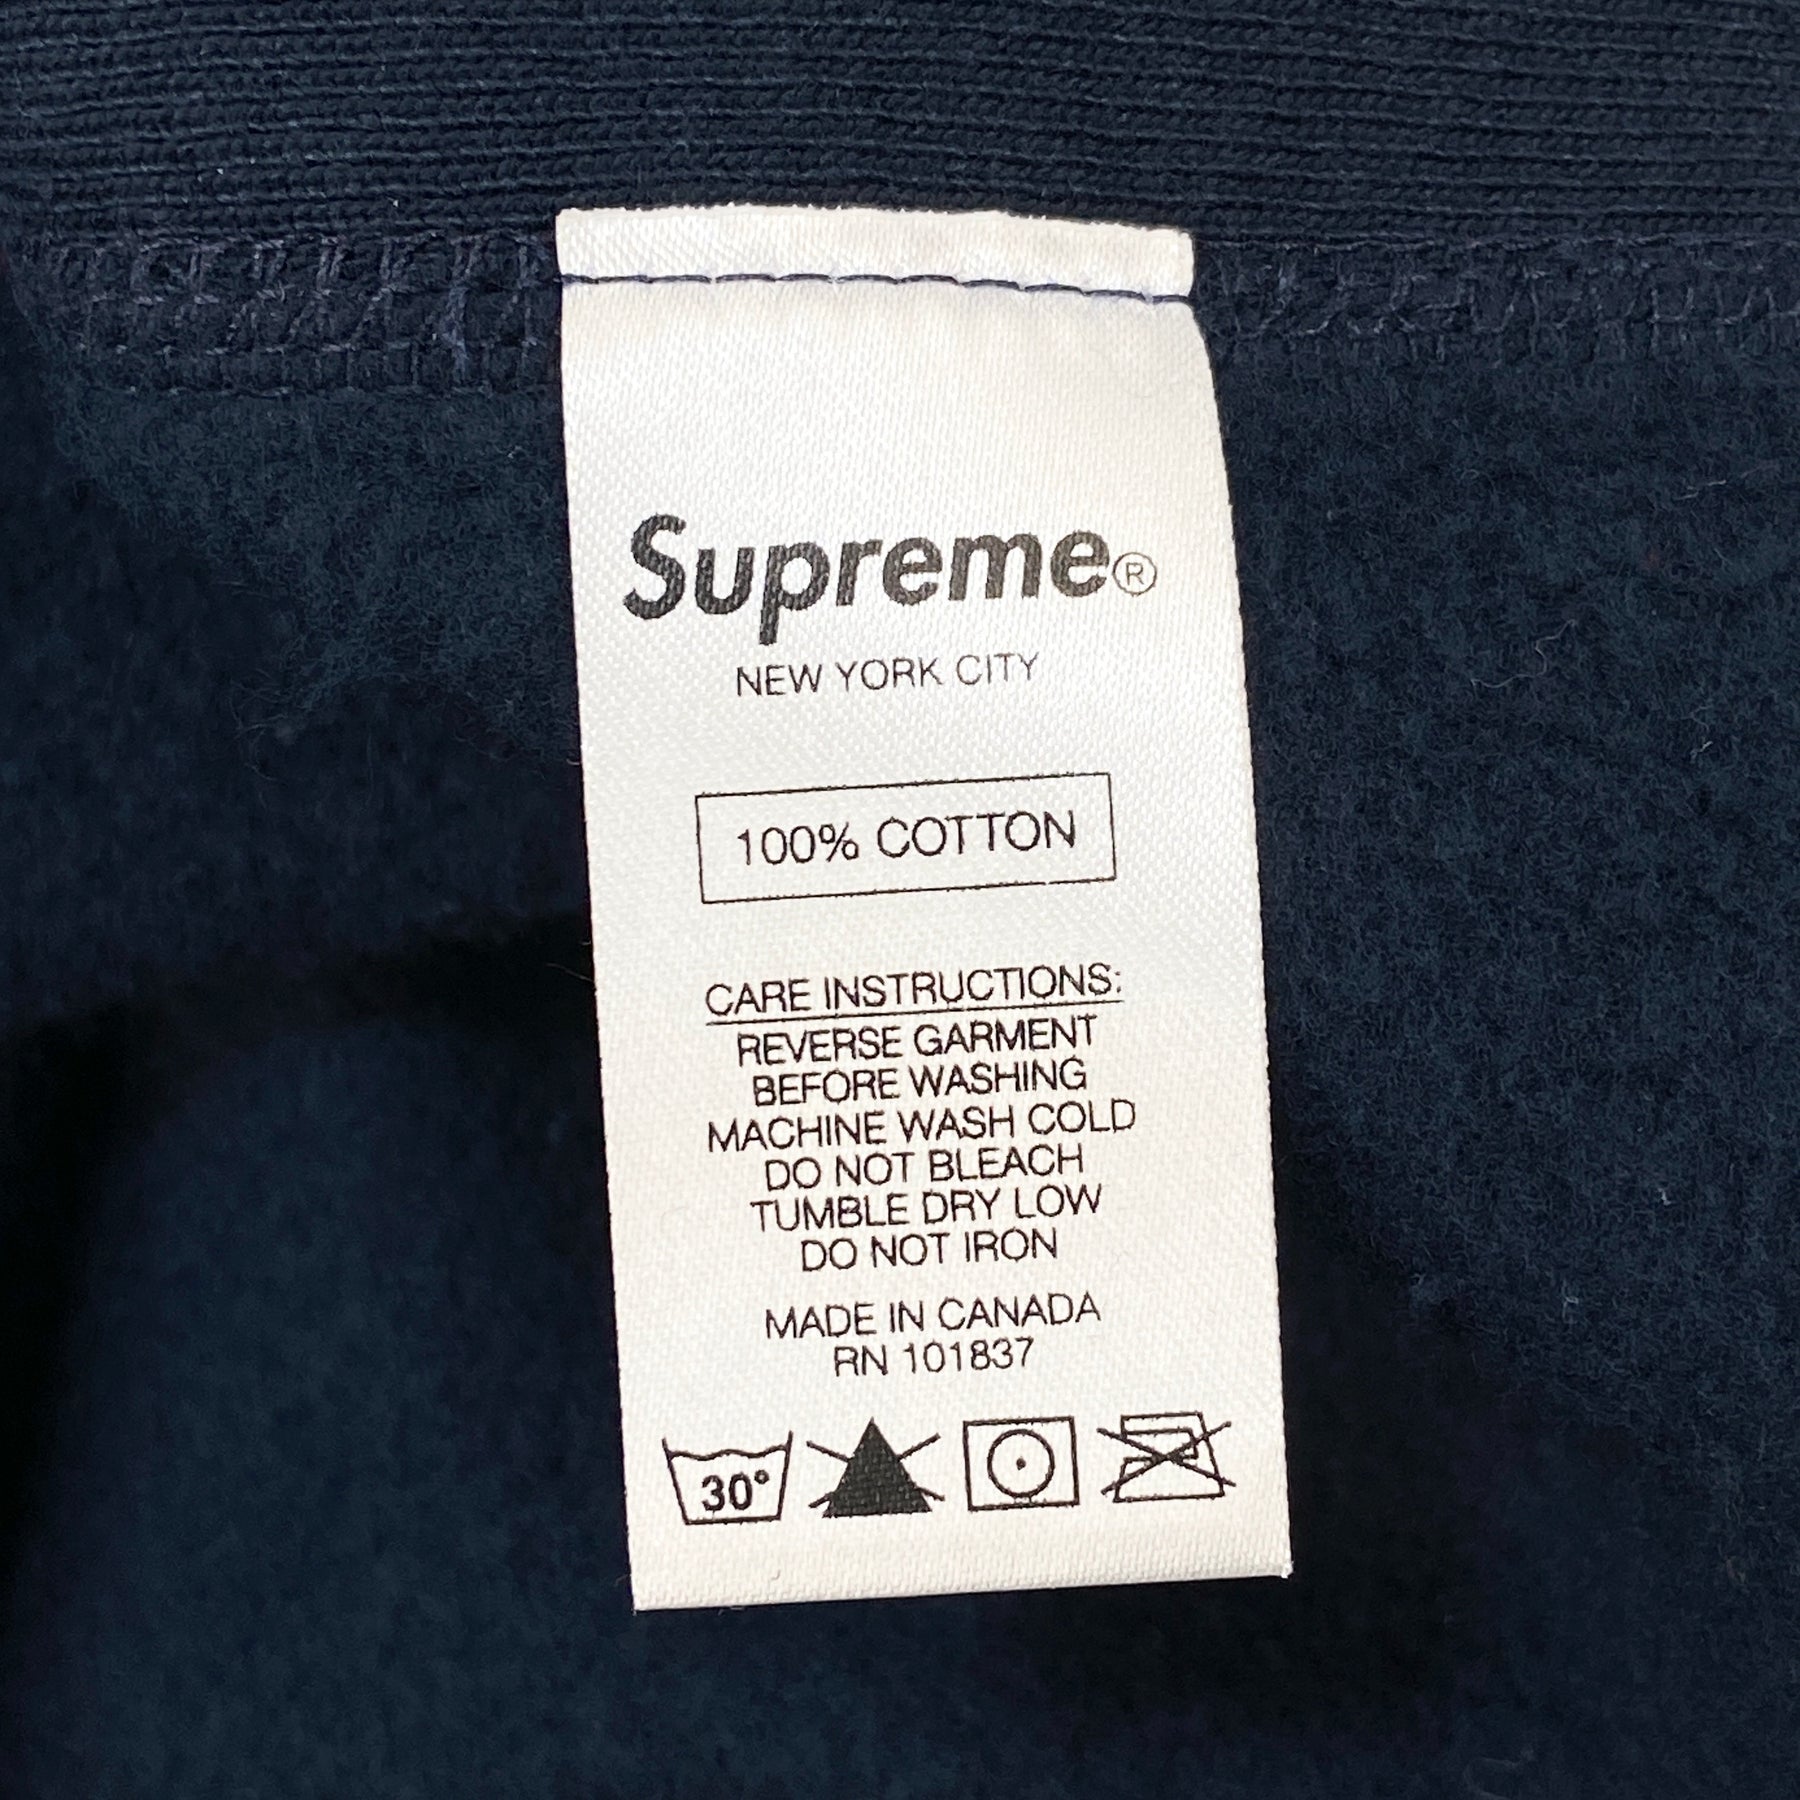 Supreme®
NEW YORK CITY
100% COTTON
CARE INSTRUCTIONS:
REVERSE GARMENT
BEFORE WASHING
MACHINE WASH COLD
DO NOT BLEACH
TUMBLE DRY LOW
DO NOT IRON
MADE IN CANADA
RN 101837
30°